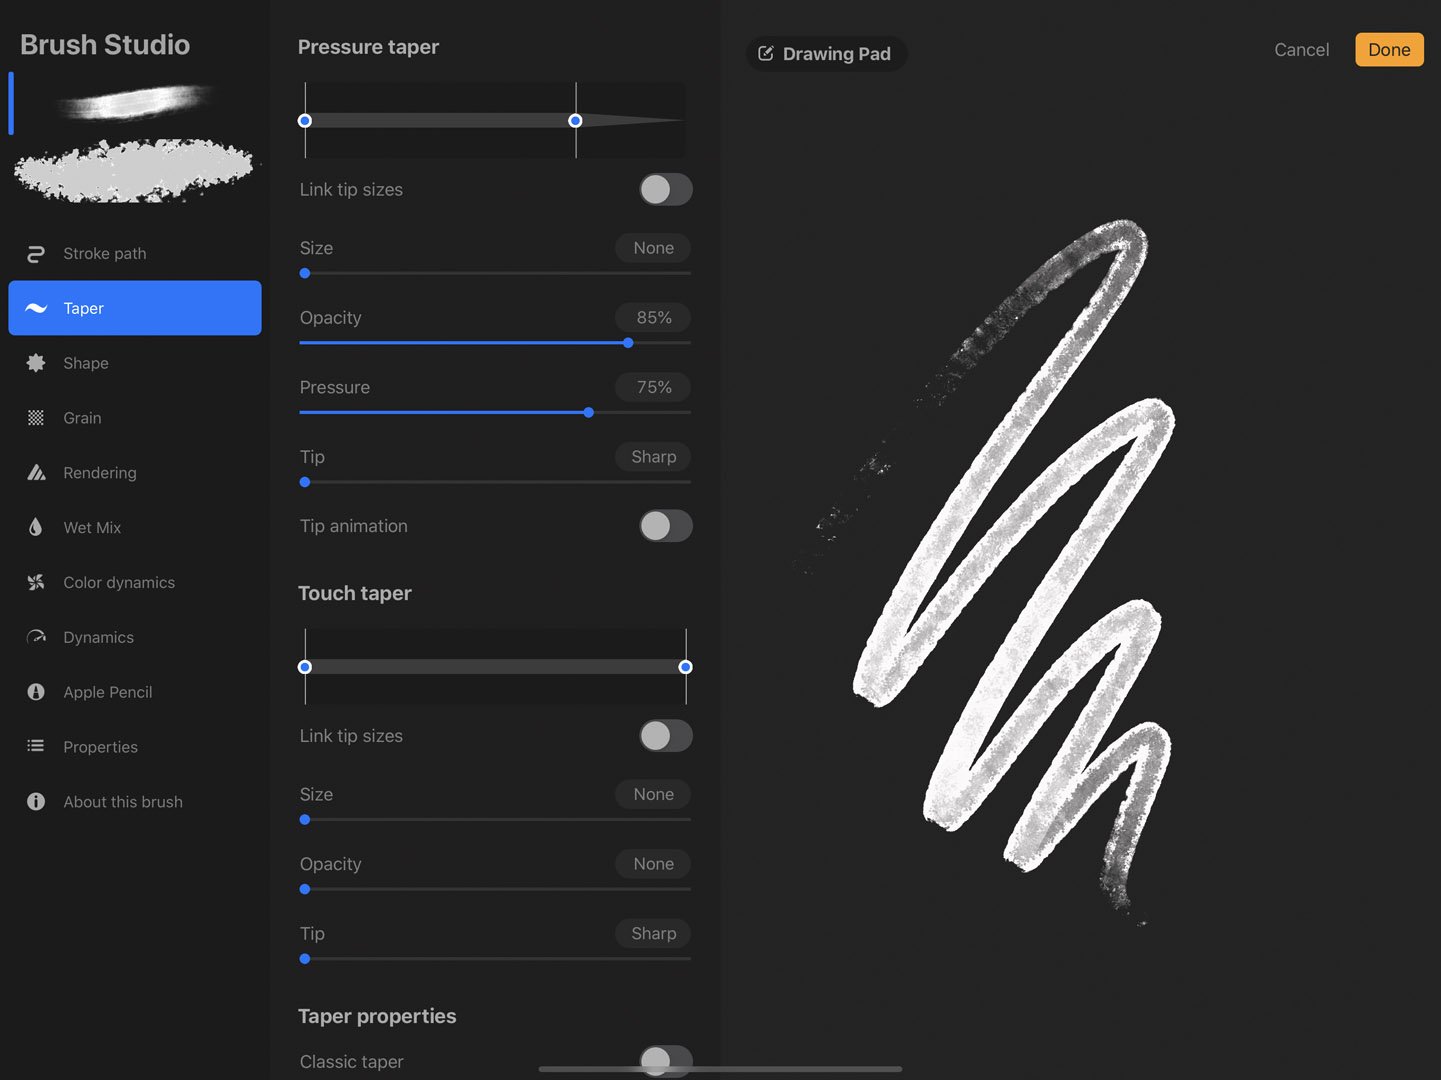 Brush Studio
Stroke path
Taper
Shape
Grain
Rendering
Wet Mix
Color dynamics
Dynamics
Apple Pencil
Properties
About this brush
Pressure taper
Link tip sizes
Size None
Opacity 85%
Pressure 75%
Tip Sharp
Tip animation
Touch taper
Link tip sizes
Size None
Opacity None
Tip Sharp
Taper properties
Classic taper
Drawing Pad
Cancel Done